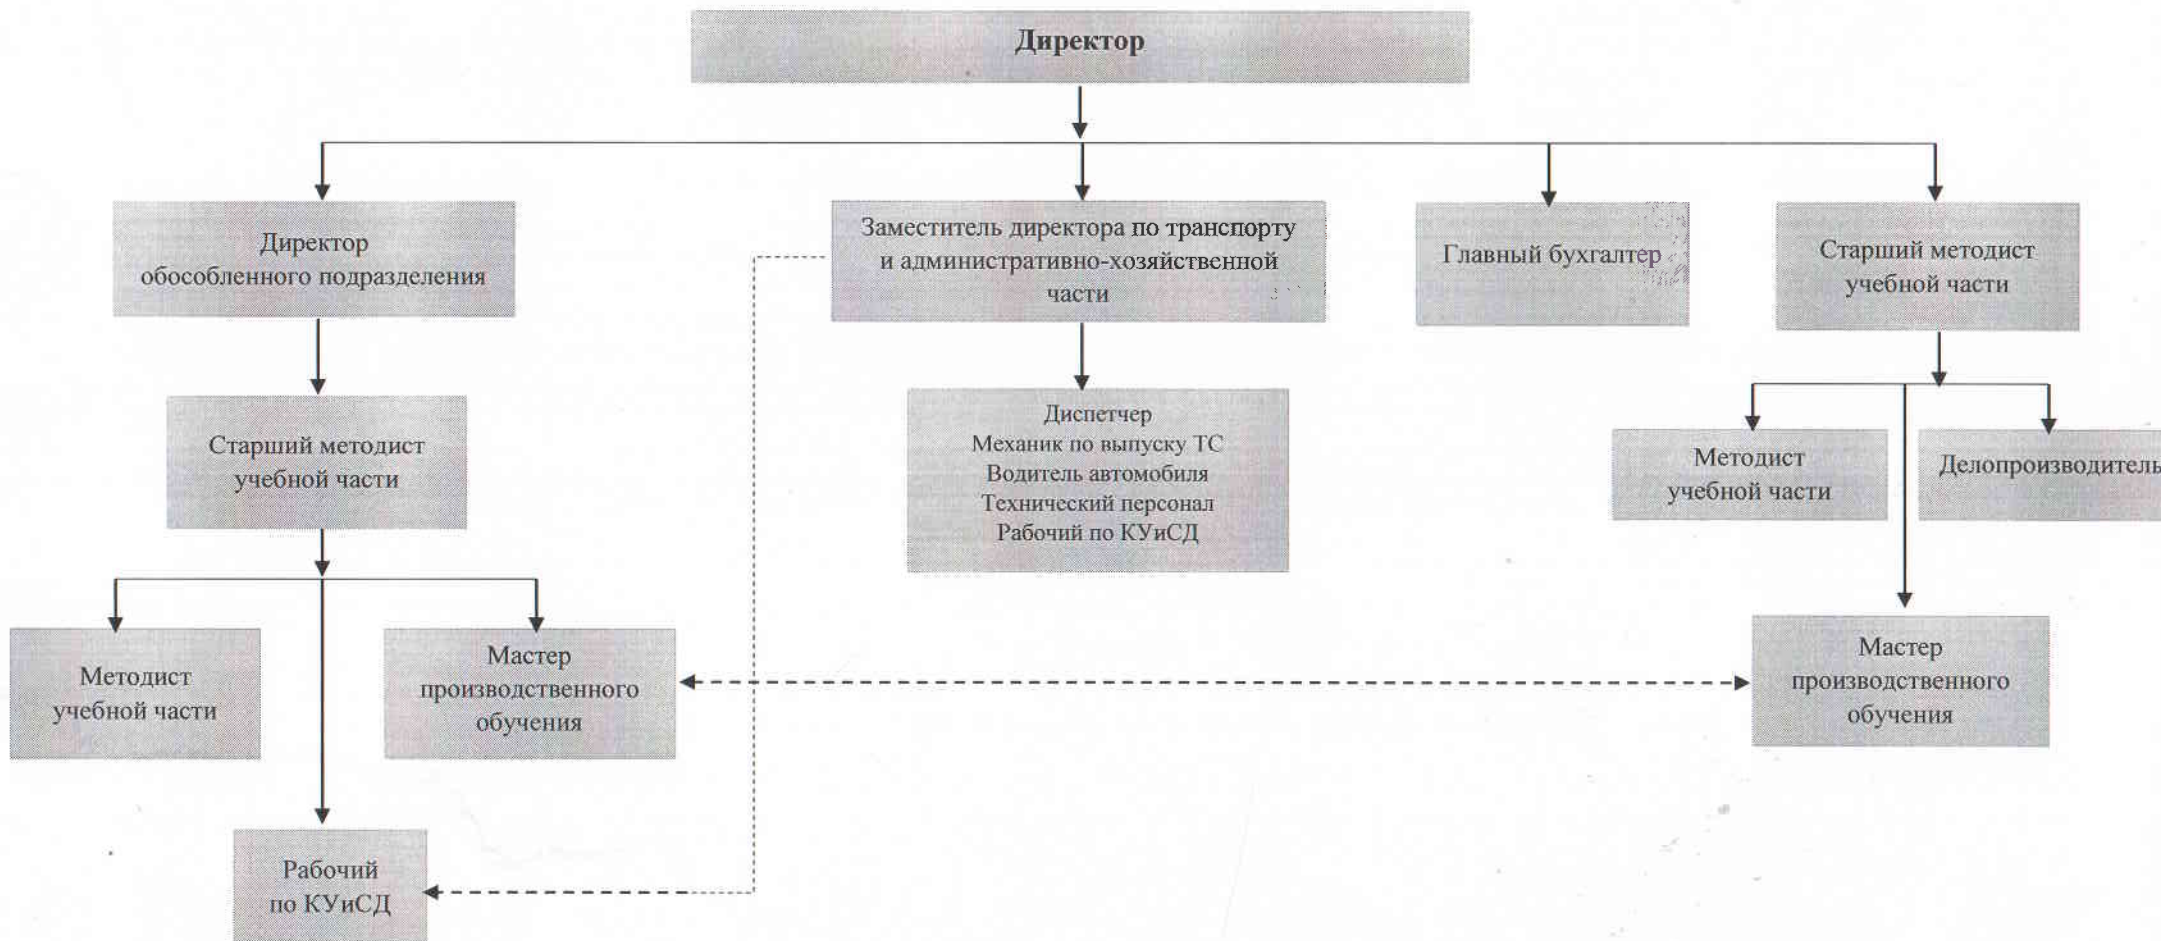 Директор
Директор
обособленного подразделения
Заместитель директора по транспорту
и административно-хозяйственной
части
Главный бухгалтер
Старший методист
учебной части
Старший методист
учебной части
Диспетчер
Механик по выпуску ТС
Водитель автомобиля
Технический персонал
Рабочий по КУиСД
Методист
учебной части
Делопроизводитель
Методист
учебной части
Мастер
производственного
обучения
Мастер
производственного
обучения
Рабочий
по КУиСД